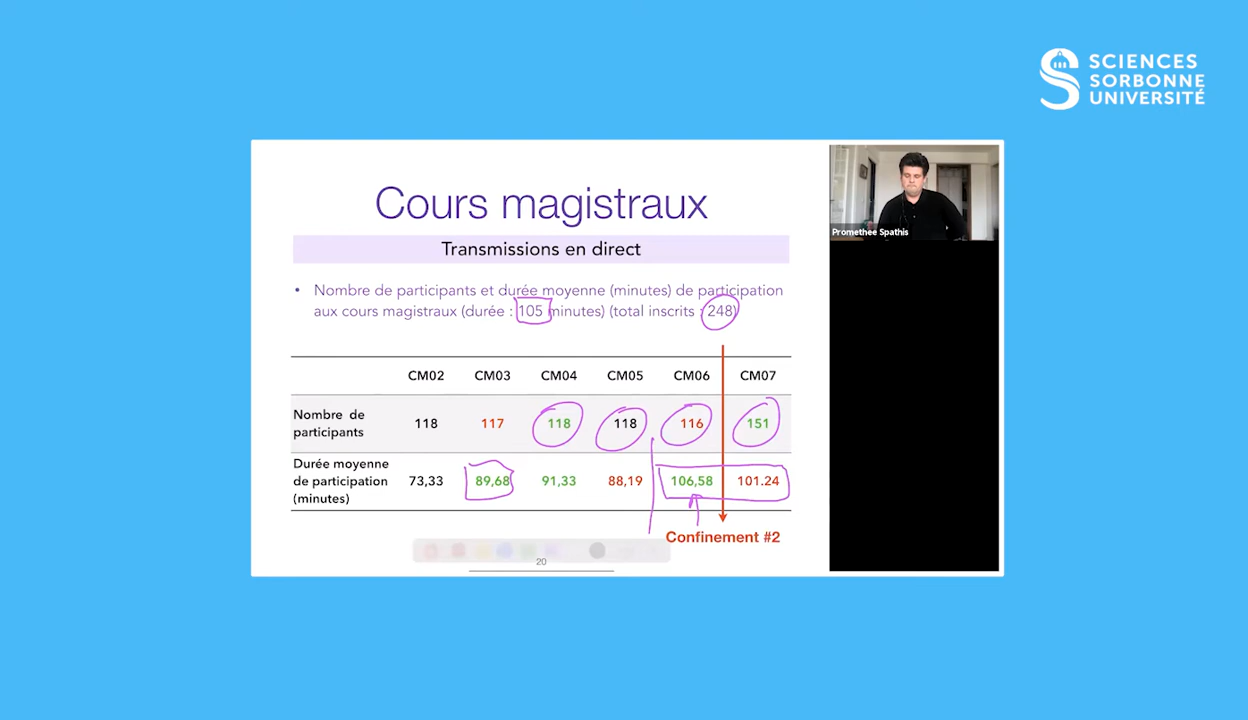 SCIENCES
SORBONNE
UNIVERSITÉ
Cours magistraux
Transmissions en direct
• Nombre de participants et durée moyenne (minutes) de participation
aux cours magistraux (durée : 105 minutes) (total inscrits : 248)
CM02 CM03 CM04 CM05 CM06 CM07
Nombre de
participants
118 117 118 118 116 151
Durée moyenne
de participation
(minutes)
73,33 89,68 91,33 88,19 106,58 101.24
Confinement #2
20
Promethee Spathis